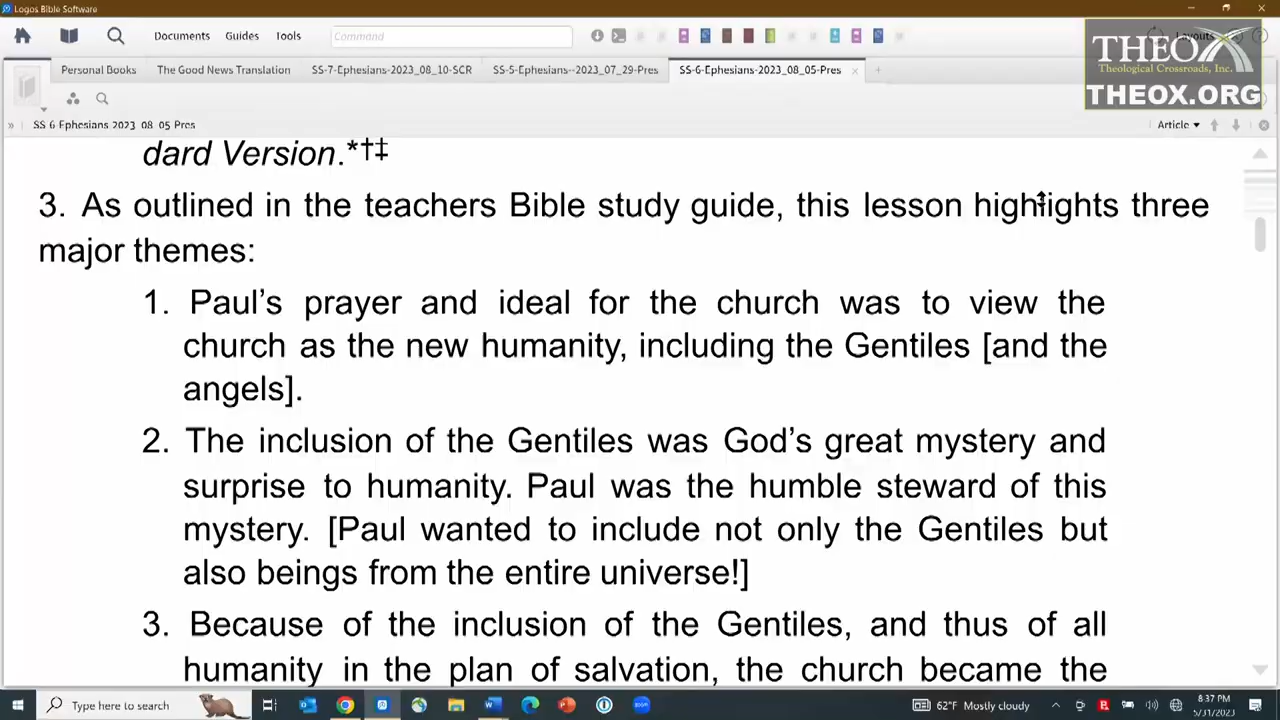 Logos Bible Software
Documents Guides Tools Command Layouts
THEOX
Theological Crossroads, Inc.
THEOX.ORG
Personal Books The Good News Translation SS-5-Ephesians--2023_07_29-Pres SS-6-Ephesians-2023_08_05-Pres
SS-6-Ephesians-2023_08_05-Pres Article
dard Version.*†‡
3. As outlined in the teachers Bible study guide, this lesson highlights three
major themes:
1. Paul’s prayer and ideal for the church was to view the
church as the new humanity, including the Gentiles [and the
angels].
2. The inclusion of the Gentiles was God’s great mystery and
surprise to humanity. Paul was the humble steward of this
mystery. [Paul wanted to include not only the Gentiles but
also beings from the entire universe!]
3. Because of the inclusion of the Gentiles, and thus of all
humanity in the plan of salvation, the church became the
Type here to search 62°F Mostly cloudy 8:37 PM
5/31/2023